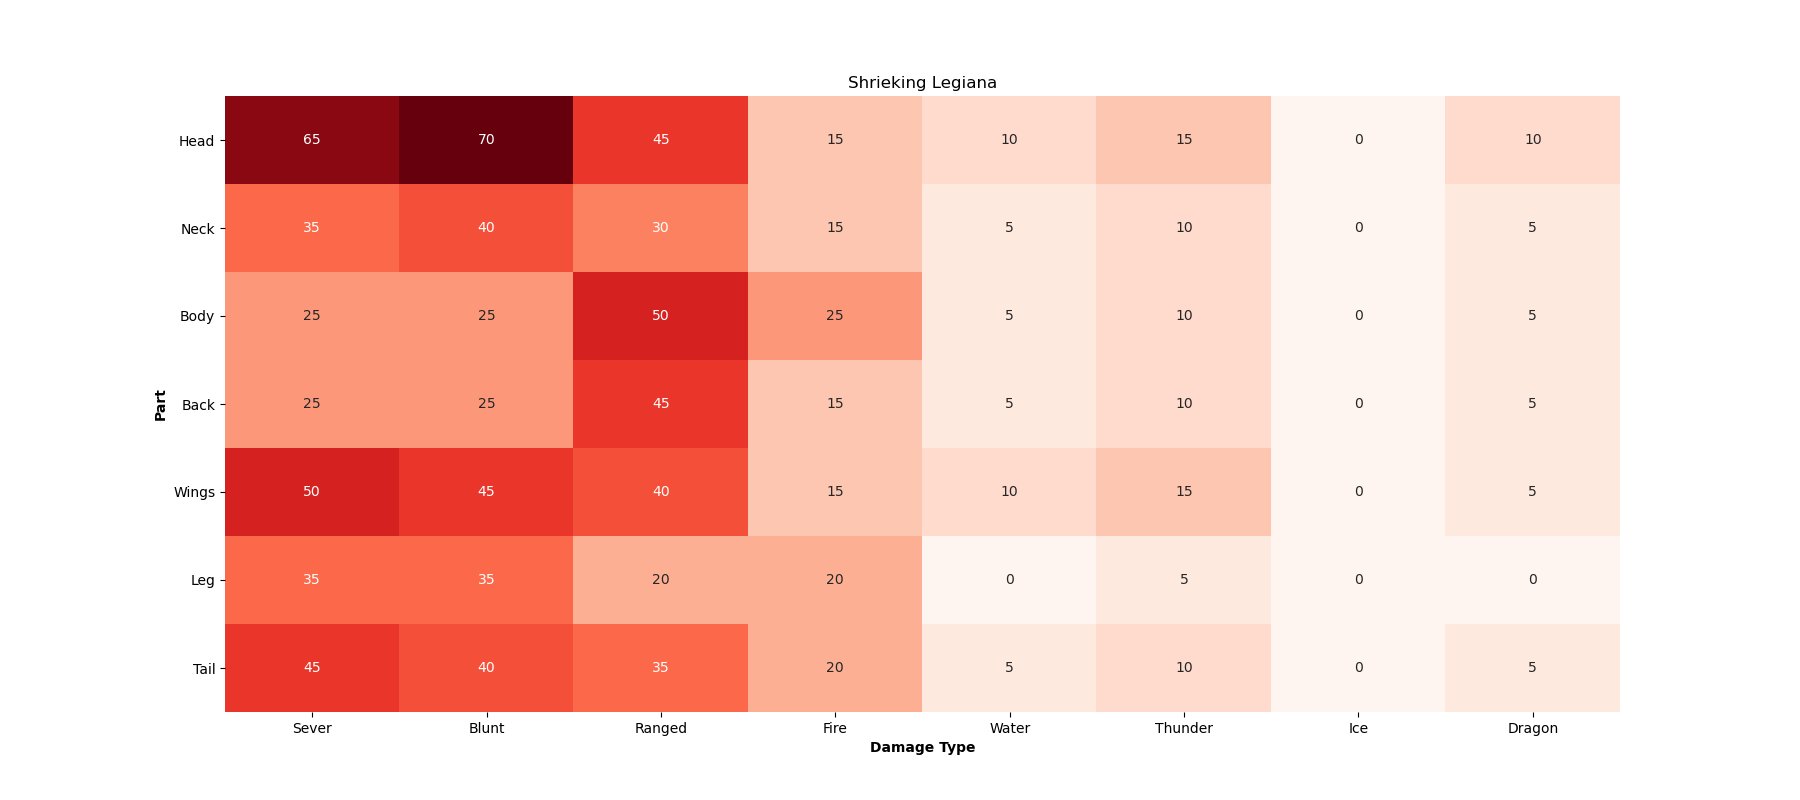 Shrieking Legiana
Head 65 70 45 15 10 15 0 10
Neck 35 40 30 15 5 10 0 5
Body 25 25 50 25 5 10 0 5
Back 25 25 45 15 5 10 0 5
Wings 50 45 40 15 10 15 0 5
Leg 35 35 20 20 0 5 0 0
Tail 45 40 35 20 5 10 0 5
Part
Sever Blunt Ranged Fire Water Thunder Ice Dragon
Damage Type